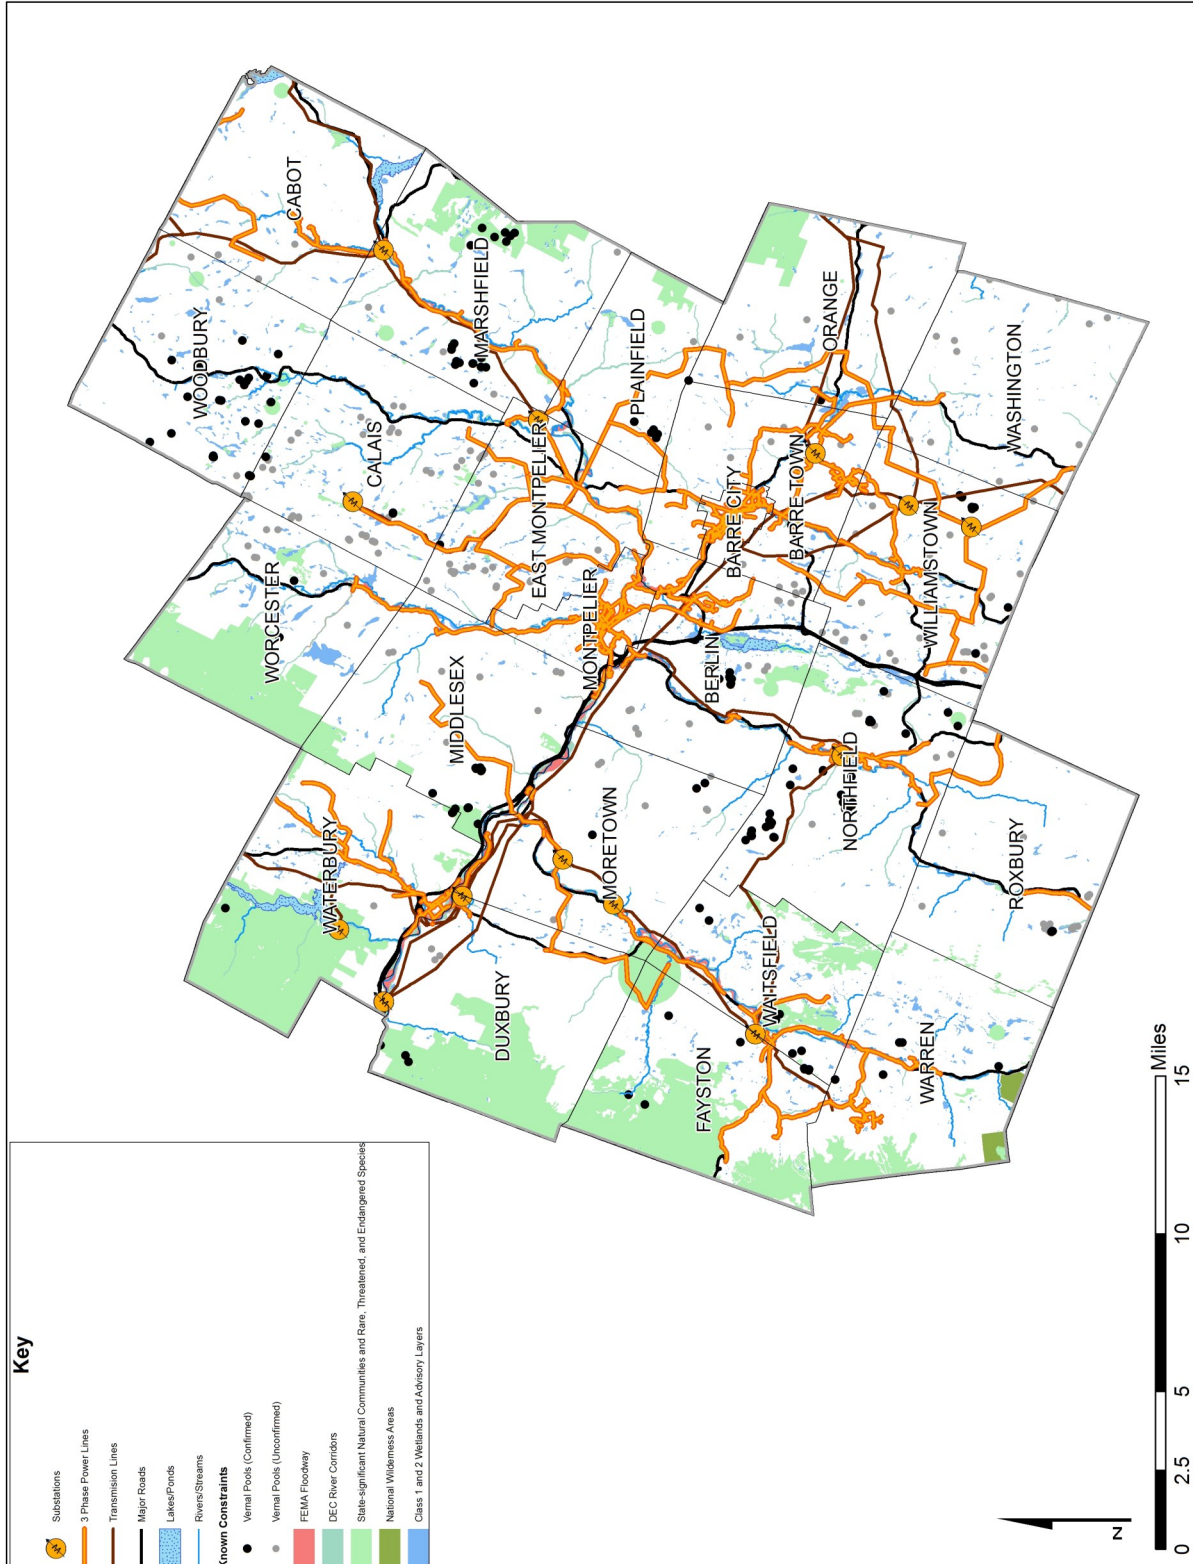 Key
Substations
3 Phase Power Lines
Transmision Lines
Major Roads
Lakes/Ponds
Rivers/Streams
Known Constraints
Vernal Pools (Confirmed)
Vernal Pools (Unconfirmed)
FEMA Floodway
DEC River Corridors
State-significant Natural Communities and Rare, Threatened, and Endangered Species
National Wilderness Areas
Class 1 and 2 Wetlands and Advisory Layers
CABOT
WOODBURY
MARSHFIELD
CALAIS
WORCESTER
PLAINFIELD
EAST MONTPELIER
ORANGE
WASHINGTON
BARRE CITY
BARRE TOWN
MONTPELIER
MIDDLESEX
BERLIN
WILLIAMSTOWN
WATERBURY
MORETOWN
NORTHFIELD
ROXBURY
DUXBURY
WAITSFIELD
FAYSTON
WARREN
N
0 2.5 5 10 15
Miles